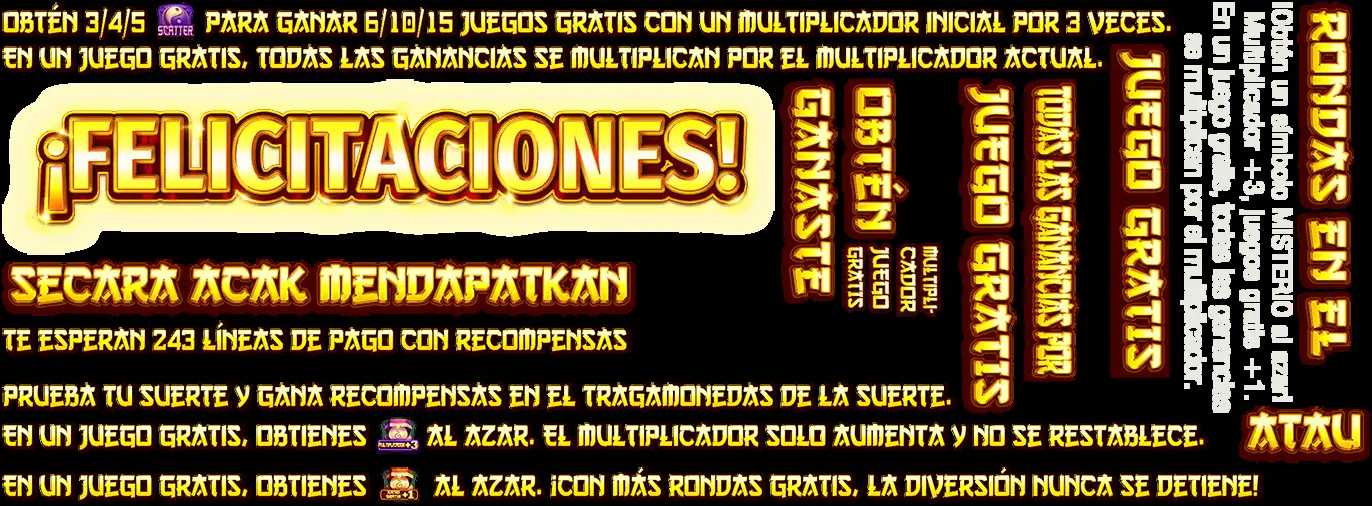 OBTÉN 3/4/5 SCATTER PARA GANAR 6/10/15 JUEGOS GRATIS CON UN MULTIPLICADOR INICIAL POR 3 VECES.
EN UN JUEGO GRATIS, TODAS LAS GANANCIAS SE MULTIPLICAN POR EL MULTIPLICADOR ACTUAL.
¡FELICITACIONES!
SECARA ACAK MENDAPATKAN
TE ESPERAN 243 LÍNEAS DE PAGO CON RECOMPENSAS
PRUEBA TU SUERTE Y GANA RECOMPENSAS EN EL TRAGAMONEDAS DE LA SUERTE.
EN UN JUEGO GRATIS, OBTIENES MULTIPLICADOR +3 AL AZAR. EL MULTIPLICADOR SOLO AUMENTA Y NO SE RESTABLECE.
EN UN JUEGO GRATIS, OBTIENES JUEGO GRATIS +1 AL AZAR. ¡CON MÁS RONDAS GRATIS, LA DIVERSIÓN NUNCA SE DETIENE!
GANASTE
OBTÉN
MULTIPLI-
CADOR
JUEGO
GRATIS
JUEGO GRATIS
TODAS LAS GANANCIAS POR
JUEGO GRATIS
¡Obtén un símbolo MISTERIO al azar!
Multiplicador +3, juegos gratis +1.
En un juego gratis, todas las ganancias
se multiplican por el multiplicador.
RONDAS EN EL
ATAU